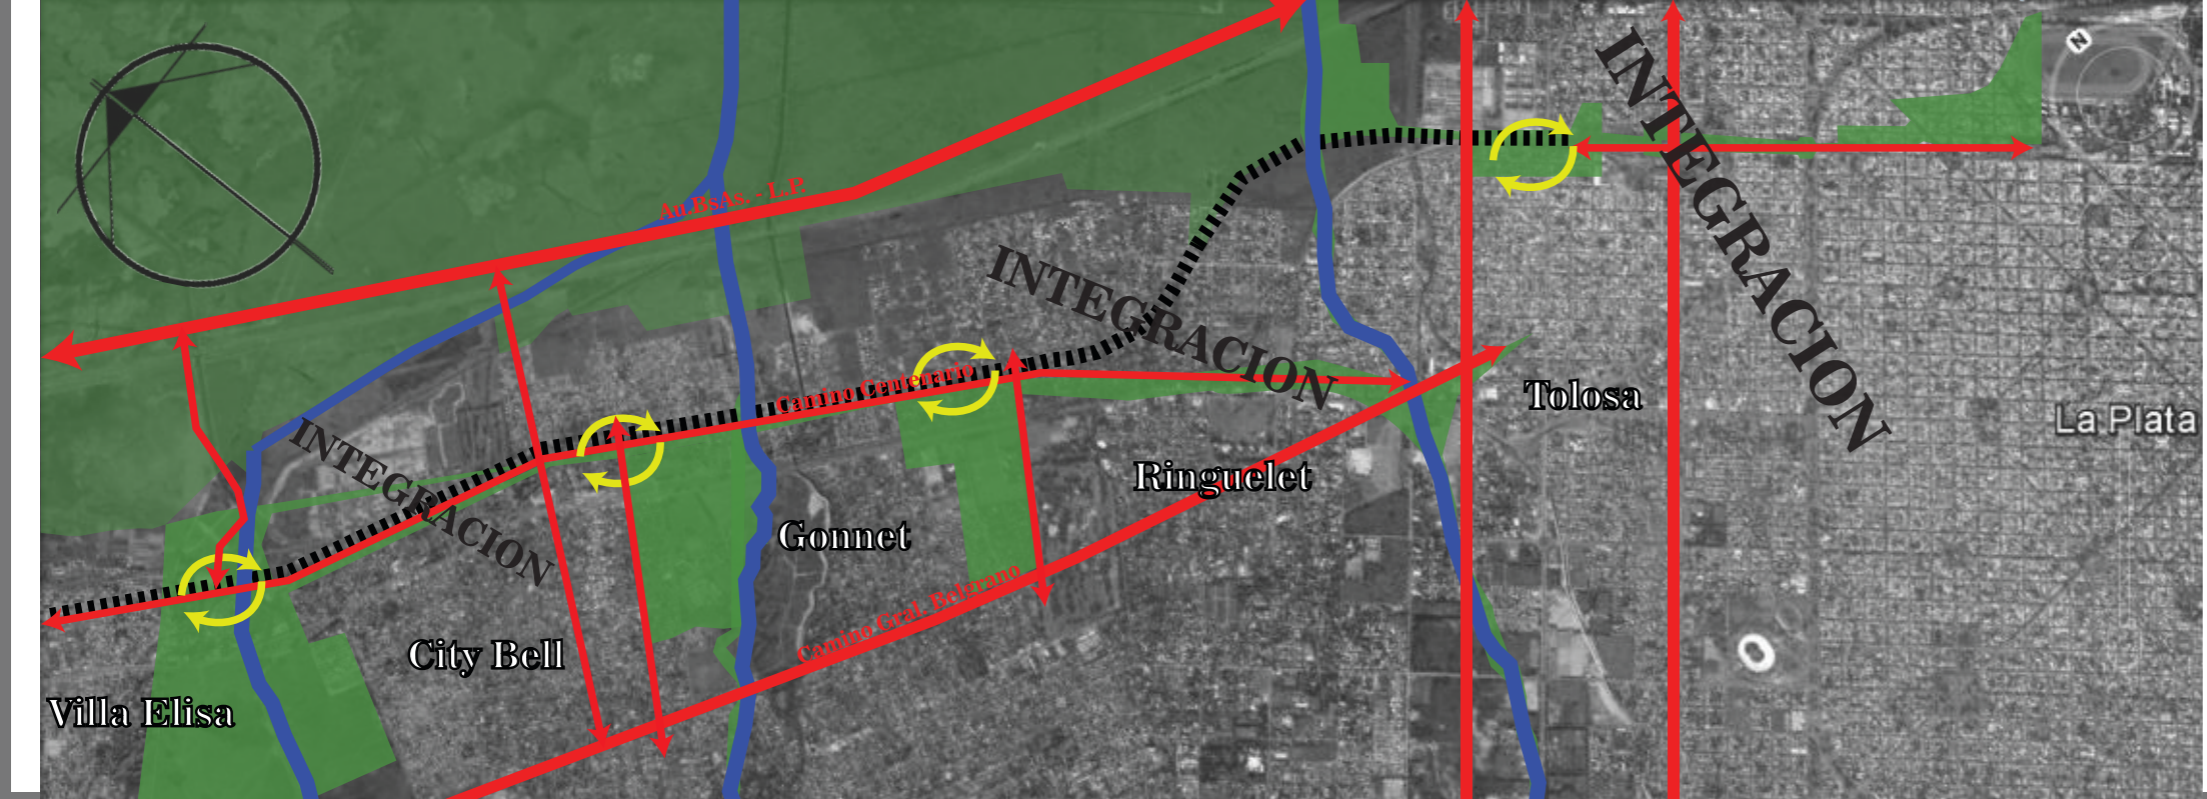 N
INTEGRACION
Au.BsAs. - L.P.
INTEGRACION
Camino Centenario
Tolosa
La Plata
INTEGRACION
Ringuelet
Gonnet
Camino Gral. Belgrano
City Bell
Villa Elisa